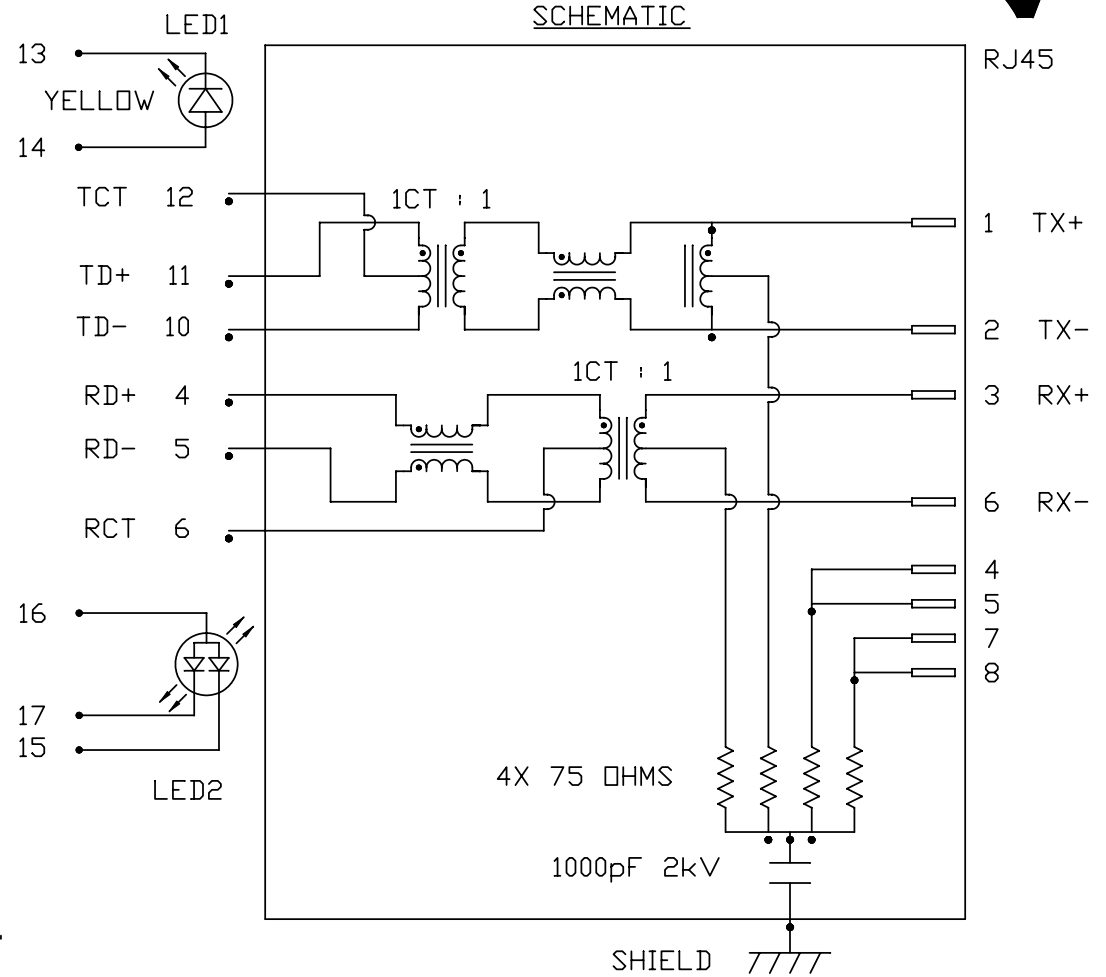 SCHEMATIC
LED1
13
RJ45
YELLOW
14
TCT 12
1CT : 1
1 TX+
TD+ 11
TD- 10
2 TX-
1CT : 1
RD+ 4
3 RX+
RD- 5
6 RX-
RCT 6
4
5
16
7
8
17
15
4X 75 OHMS
LED2
1000pF 2kV
SHIELD